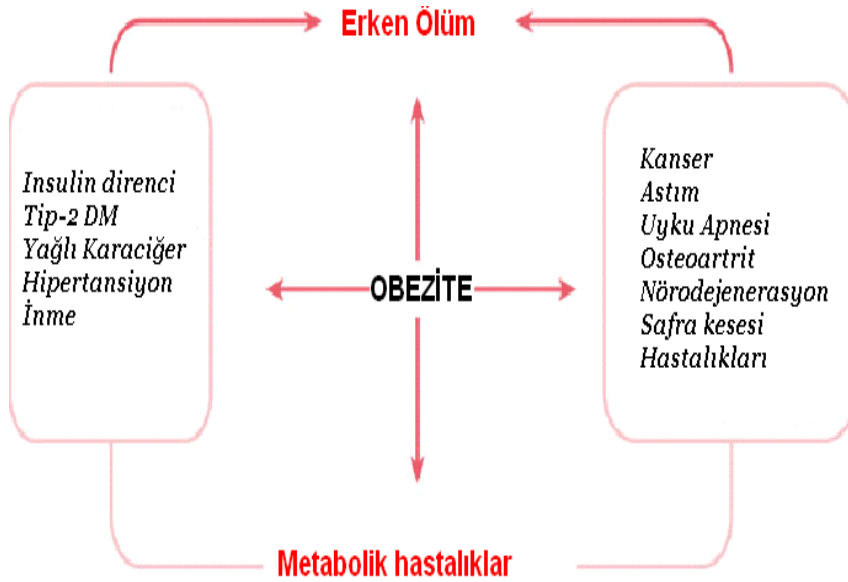 Erken Ölüm
Insulin direnci
Tip-2 DM
Yağlı Karaciğer
Hipertansiyon
İnme
OBEZİTE
Kanser
Astım
Uyku Apnesi
Osteoartrit
Nörodejenerasyon
Safra kesesi
Hastalıkları
Metabolik hastalıklar